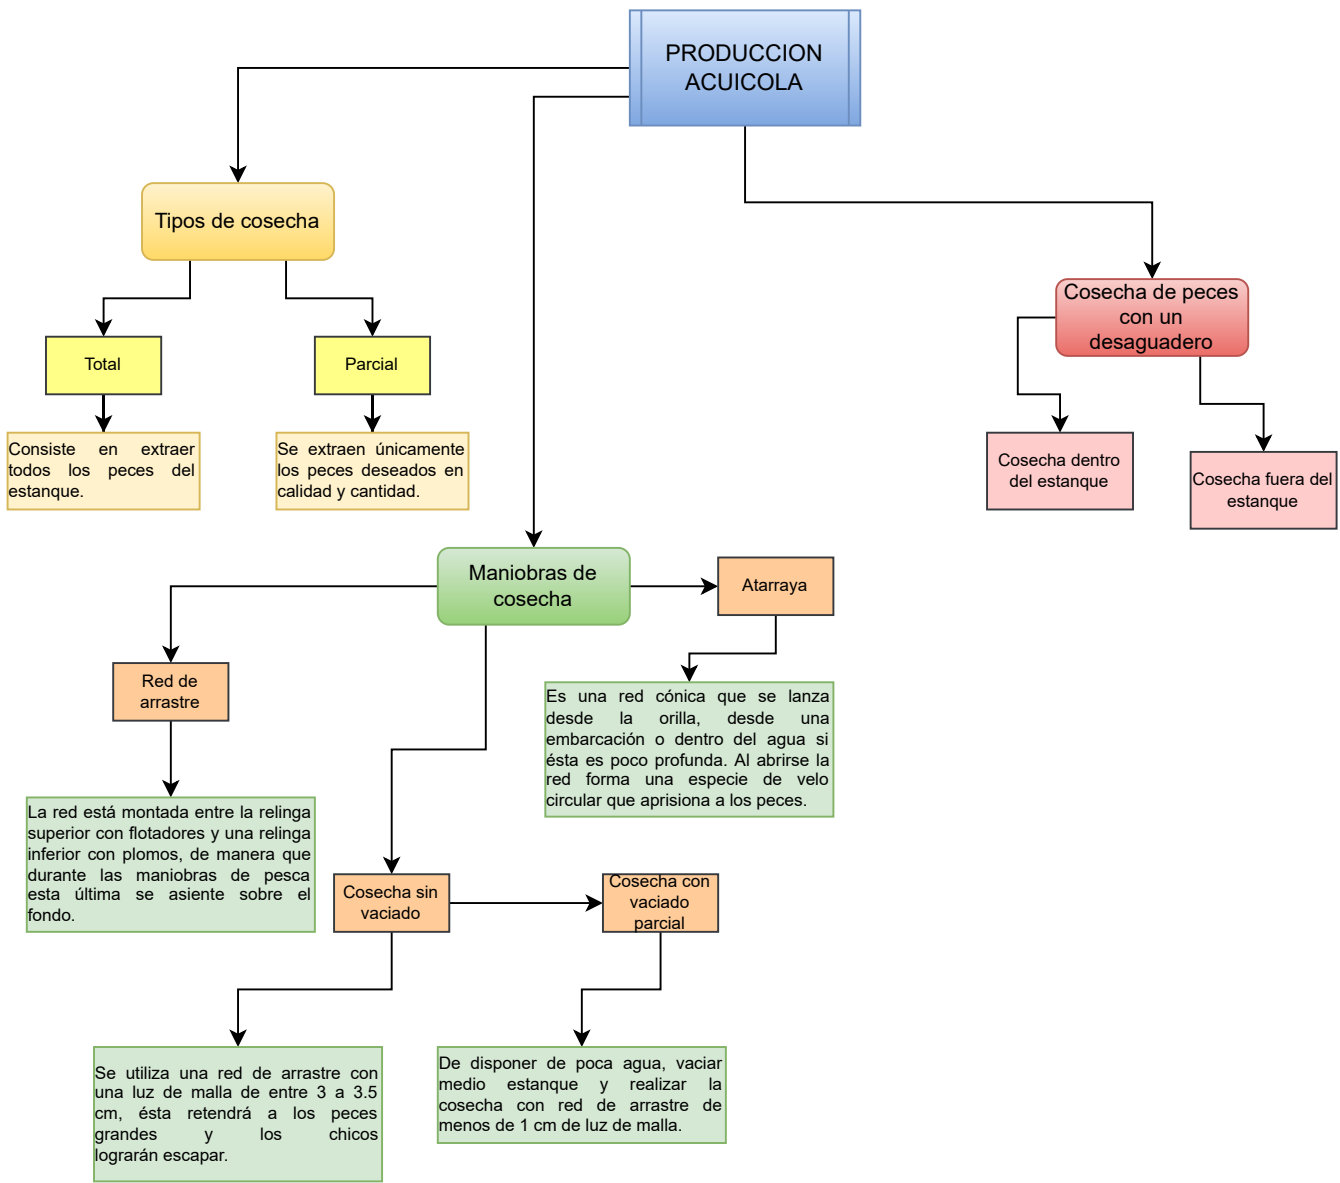 PRODUCCION
ACUICOLA
Tipos de cosecha
Cosecha de peces
con un
desaguadero
Total
Parcial
Consiste en extraer
todos los peces del
estanque.
Se extraen únicamente
los peces deseados en
calidad y cantidad.
Cosecha dentro
del estanque
Cosecha fuera del
estanque
Maniobras de
cosecha
Atarraya
Red de
arrastre
Es una red cónica que se lanza
desde la orilla, desde una
embarcación o dentro del agua si
ésta es poco profunda. Al abrirse la
red forma una especie de velo
circular que aprisiona a los peces.
La red está montada entre la relinga
superior con flotadores y una relinga
inferior con plomos, de manera que
durante las maniobras de pesca
esta última se asiente sobre el
fondo.
Cosecha sin
vaciado
Cosecha con
vaciado
parcial
Se utiliza una red de arrastre con
una luz de malla de entre 3 a 3.5
cm, ésta retendrá a los peces
grandes y los chicos
lograrán escapar.
De disponer de poca agua, vaciar
medio estanque y realizar la
cosecha con red de arrastre de
menos de 1 cm de luz de malla.